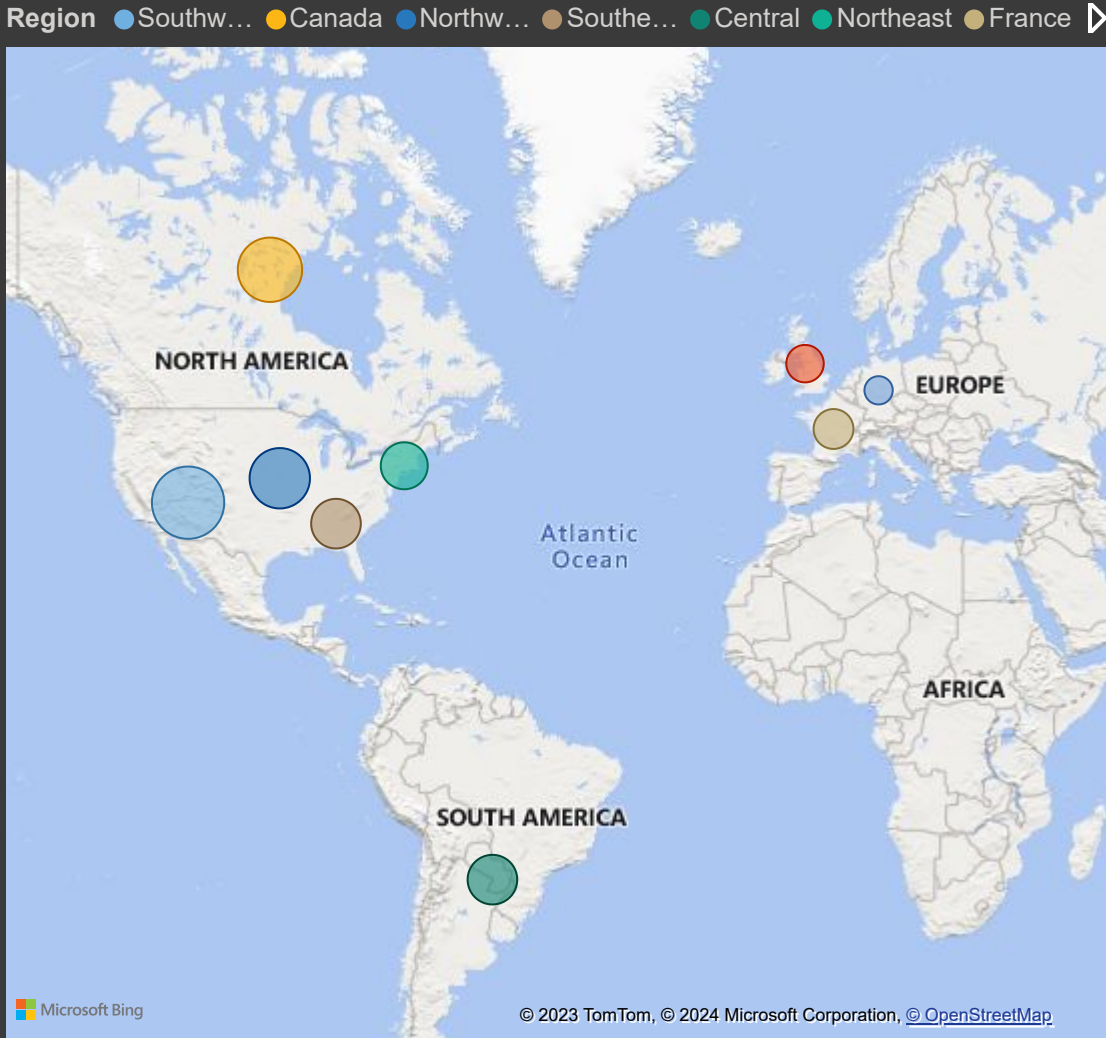 Region Southw… Canada Northw… Southe… Central Northeast France
NORTH AMERICA
EUROPE
Atlantic
Ocean
AFRICA
SOUTH AMERICA
Microsoft Bing
© 2023 TomTom, © 2024 Microsoft Corporation, © OpenStreetMap